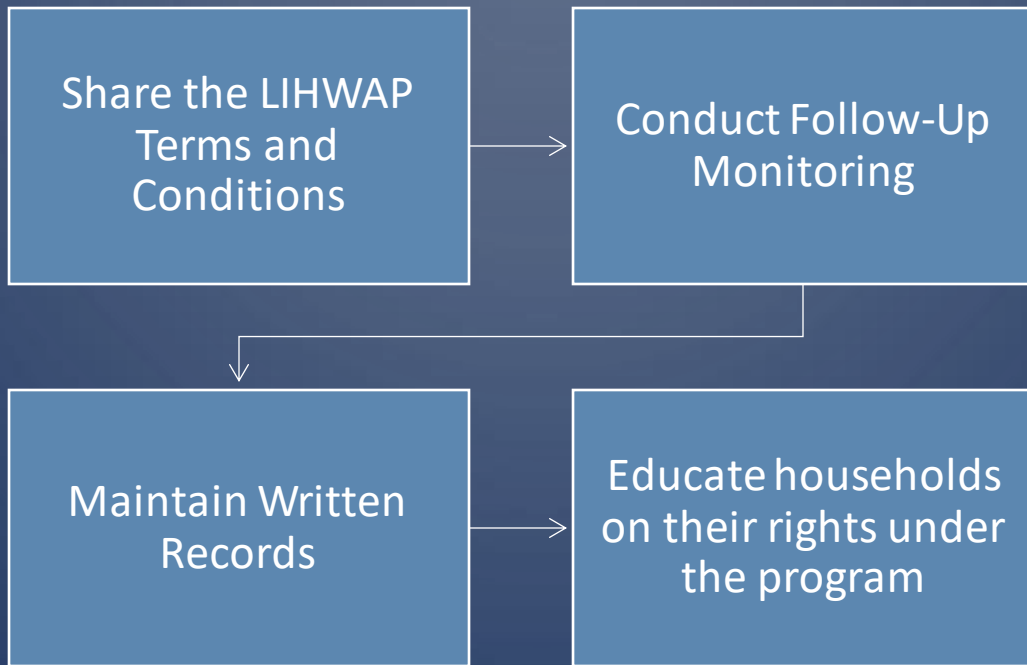 Share the LIHWAP
Terms and
Conditions
Conduct Follow-Up
Monitoring
Maintain Written
Records
Educate households
on their rights under
the program